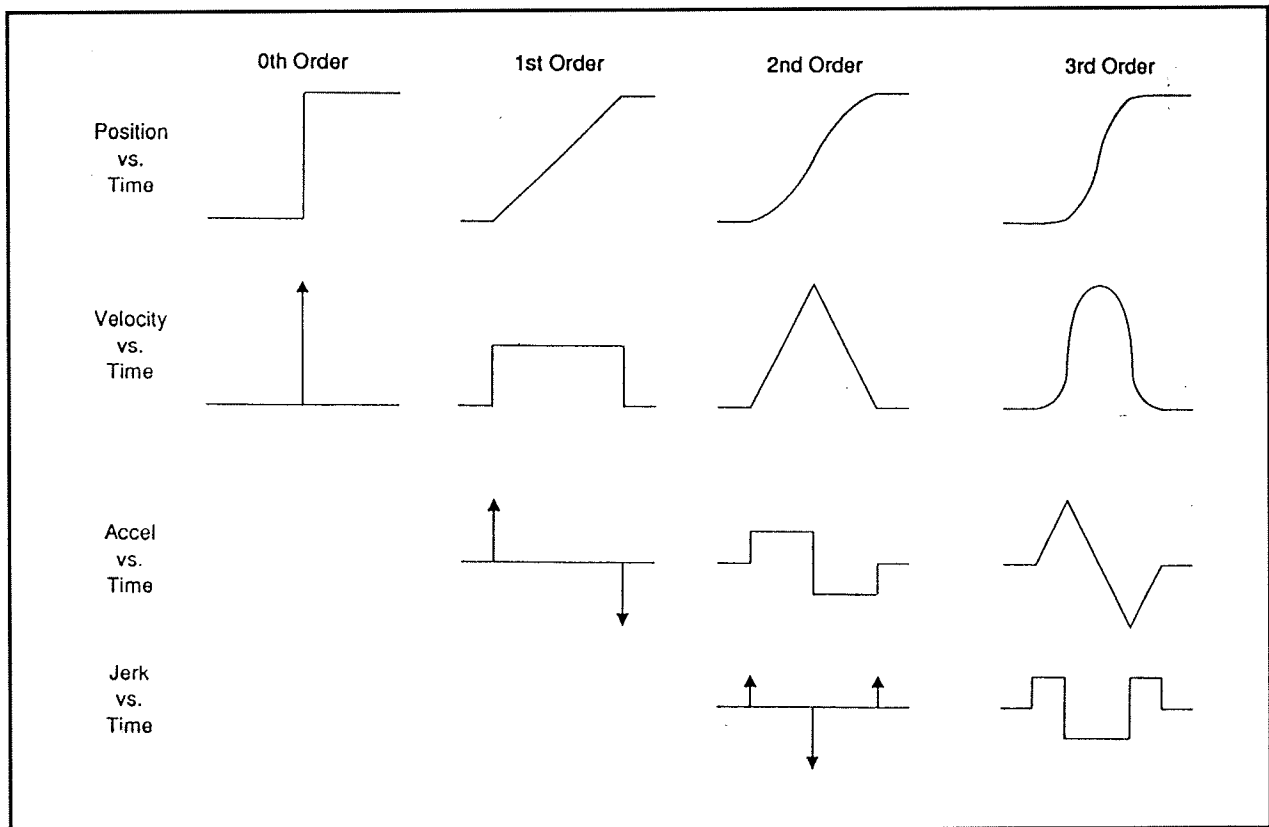 0th Order
1st Order
2nd Order
3rd Order
Position
vs.
Time
Velocity
vs.
Time
Accel
vs.
Time
Jerk
vs.
Time